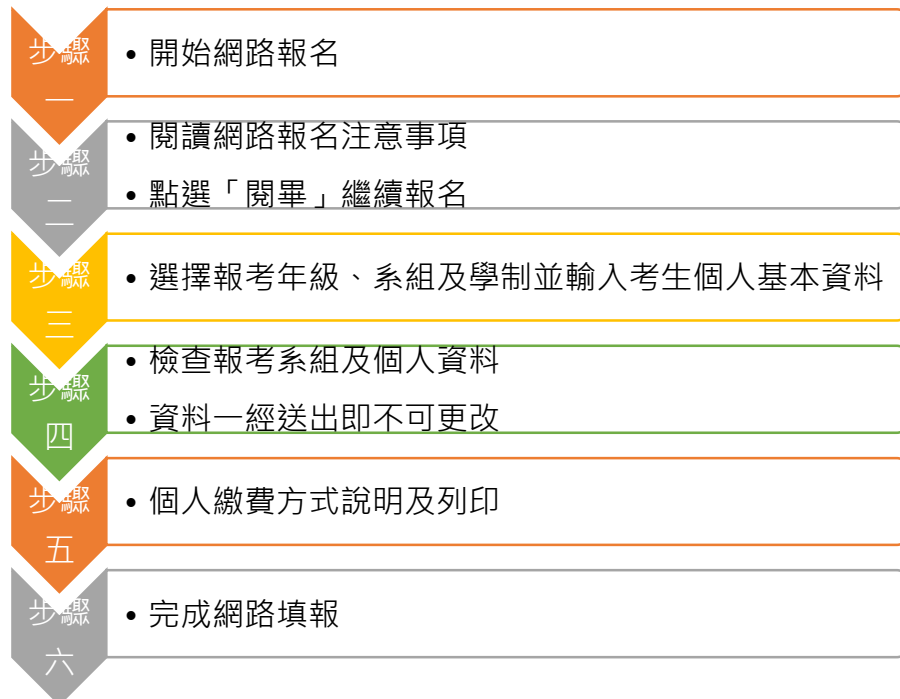 步驟
一
• 開始網路報名
步驟
二
• 閱讀網路報名注意事項
• 點選「閱畢」繼續報名
步驟
三
• 選擇報考年級、系組及學制並輸入考生個人基本資料
步驟
四
• 檢查報考系組及個人資料
• 資料一經送出即不可更改
步驟
五
• 個人繳費方式說明及列印
步驟
六
• 完成網路填報